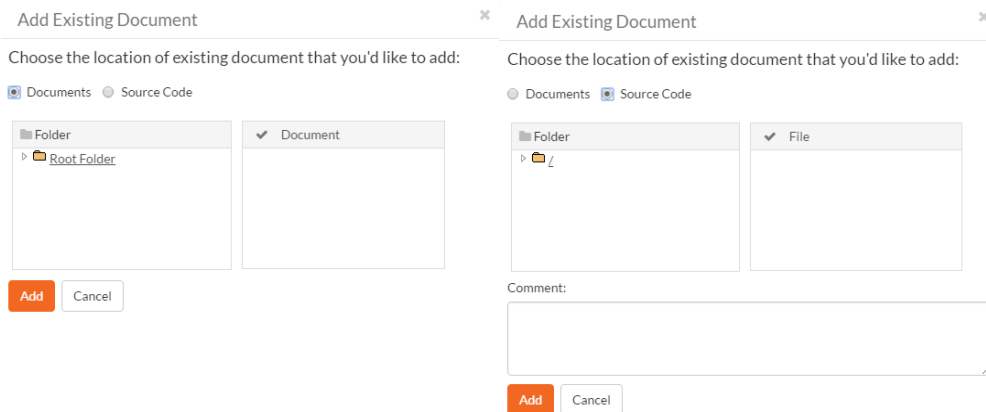 Add Existing Document
×
Choose the location of existing document that you'd like to add:
Documents Source Code
Folder
Document
Root Folder
Add Cancel
Add Existing Document
×
Choose the location of existing document that you'd like to add:
Documents Source Code
Folder
File
/
Comment:
Add Cancel